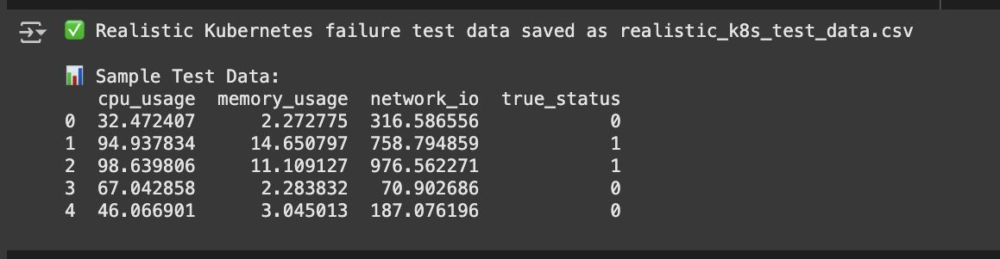 ✅ Realistic Kubernetes failure test data saved as realistic_k8s_test_data.csv
📊 Sample Test Data:
cpu_usage memory_usage network_io true_status
0 32.472407 2.272775 316.586556 0
1 94.937834 14.650797 758.794859 1
2 98.639806 11.109127 976.562271 1
3 67.042858 2.283832 70.902686 0
4 46.066901 3.045013 187.076196 0